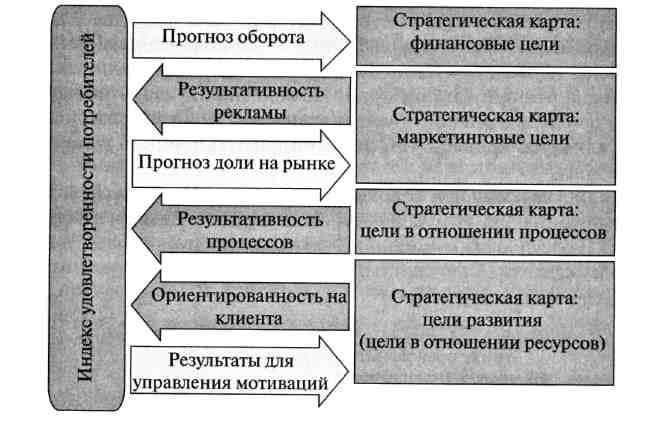 Индекс удовлетворенности потребителей
Прогноз оборота
Стратегическая карта:
финансовые цели
Результативность
рекламы
Прогноз доли на рынке
Стратегическая карта:
маркетинговые цели
Результативность
процессов
Стратегическая карта:
цели в отношении процессов
Ориентированность на
клиента
Результаты для
управления мотиваций
Стратегическая карта:
цели развития
(цели в отношении ресурсов)